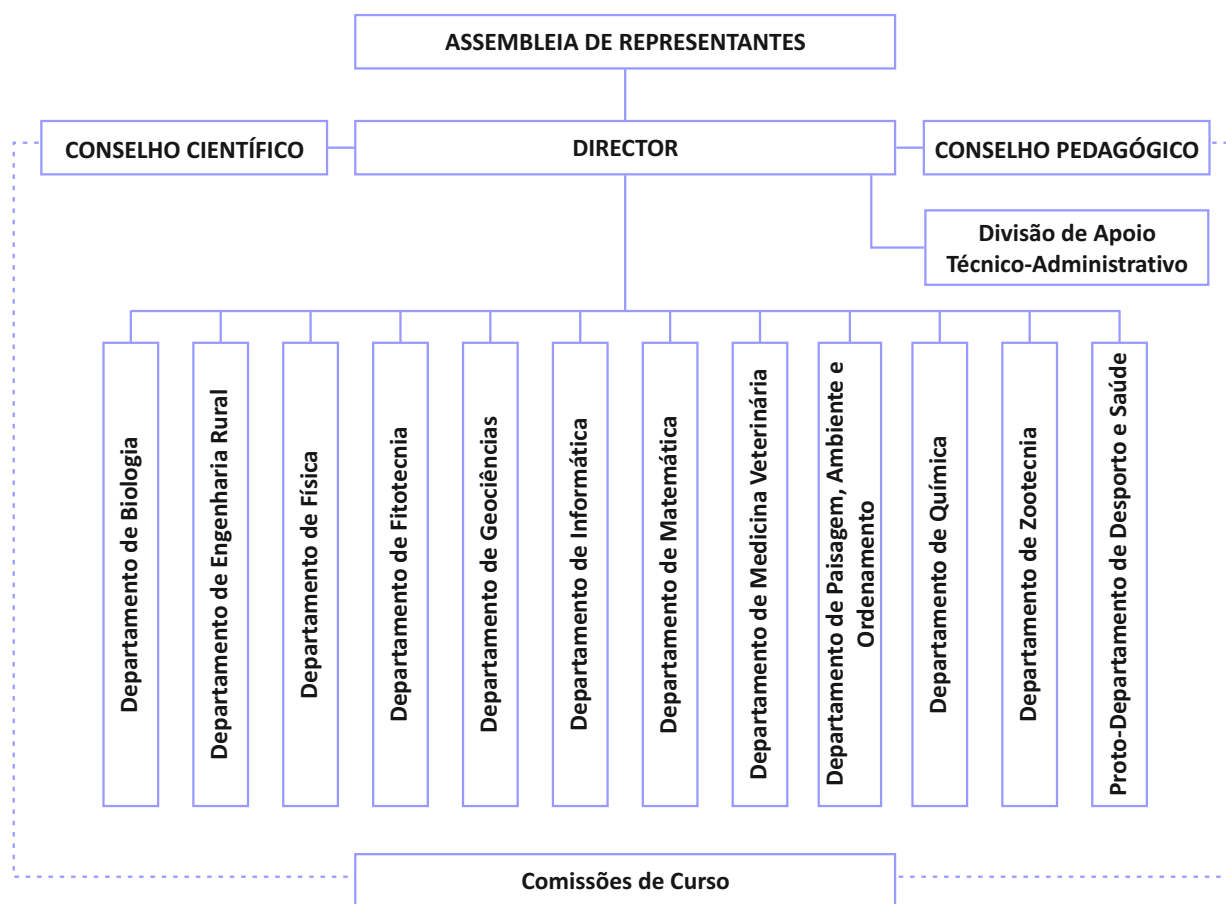 ASSEMBLEIA DE REPRESENTANTES
CONSELHO CIENTÍFICO
DIRECTOR
CONSELHO PEDAGÓGICO
Divisão de Apoio
Técnico-Administrativo
Departamento de Biologia
Departamento de Engenharia Rural
Departamento de Física
Departamento de Fitotecnia
Departamento de Geociências
Departamento de Informática
Departamento de Matemática
Departamento de Medicina Veterinária
Departamento de Paisagem, Ambiente e
Ordenamento
Departamento de Química
Departamento de Zootecnia
Proto-Departamento de Desporto e Saúde
Comissões de Curso